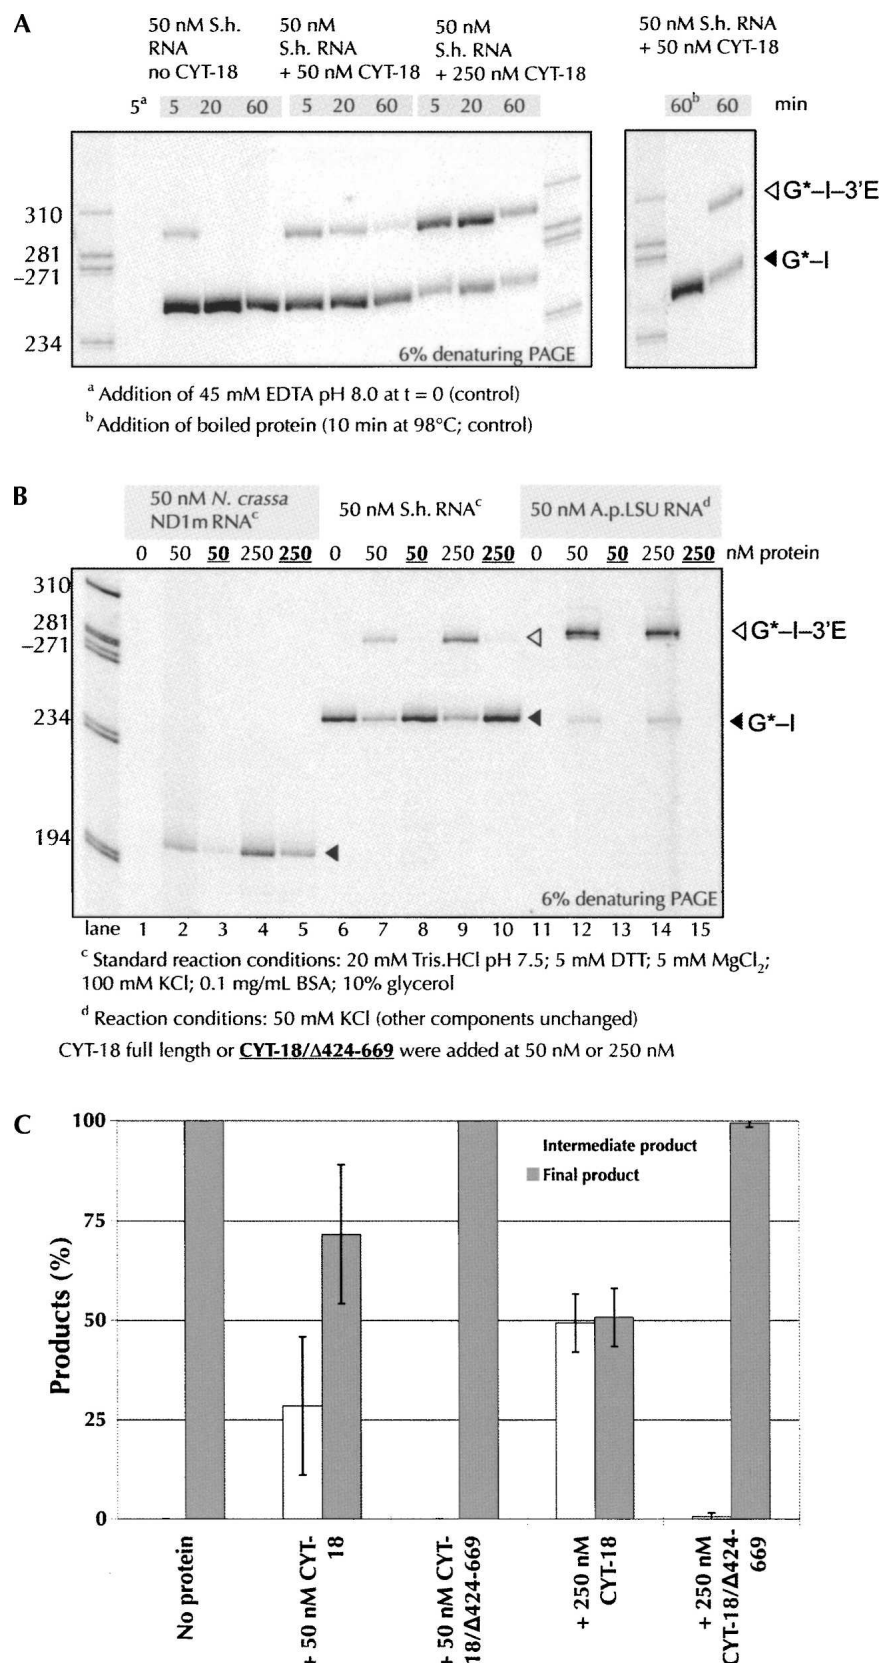 A
50 nM S.h.
RNA
no CYT-18
50 nM
S.h. RNA
+ 50 nM CYT-18
50 nM
S.h. RNA
+ 250 nM CYT-18
50 nM S.h. RNA
+ 50 nM CYT-18
5a 5 20 60 5 20 60 5 20 60 60b 60 min
310
281
–271
234
G*–I–3’E
G*–I
6% denaturing PAGE
a Addition of 45 mM EDTA pH 8.0 at t = 0 (control)
b Addition of boiled protein (10 min at 98°C; control)
B
50 nM N. crassa
ND1m RNAc
50 nM S.h. RNAc
50 nM A.p.LSU RNAd
0 50 50 250 250 0 50 50 250 250 0 50 50 250 250 nM protein
310
281
–271
234
194
G*–I–3’E
G*–I
6% denaturing PAGE
lane 1 2 3 4 5 6 7 8 9 10 11 12 13 14 15
c Standard reaction conditions: 20 mM Tris.HCl pH 7.5; 5 mM DTT; 5 mM MgCl2;
100 mM KCl; 0.1 mg/mL BSA; 10% glycerol
d Reaction conditions: 50 mM KCl (other components unchanged)
CYT-18 full length or CYT-18/Δ424-669 were added at 50 nM or 250 nM
C
Products (%)
100
75
50
25
0
Intermediate product
Final product
No protein
+ 50 nM CYT-
18
+ 50 nM CYT-
18/Δ424-669
+ 250 nM
CYT-18
+ 250 nM
CYT-18/Δ424-
669